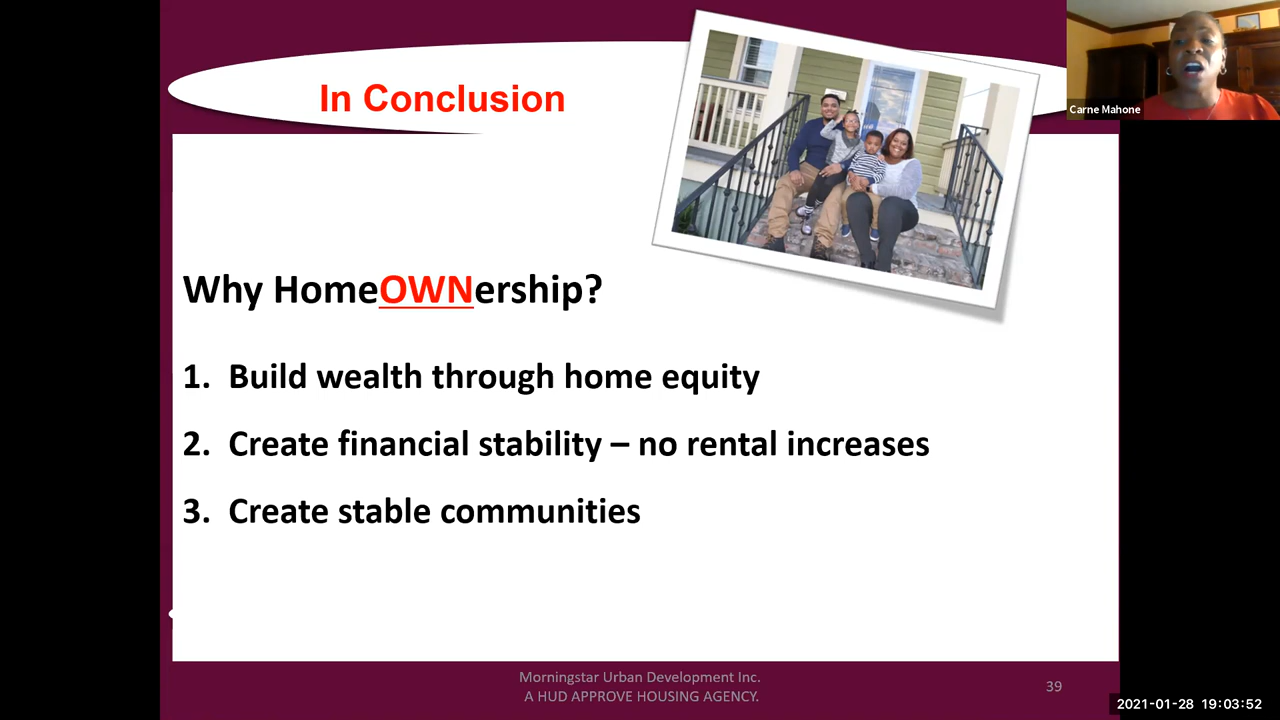 In Conclusion
Carne Mahone
Why HomeOWNership?
1. Build wealth through home equity
2. Create financial stability – no rental increases
3. Create stable communities
Morningstar Urban Development Inc.
A HUD APPROVE HOUSING AGENCY.
39
2021-01-28 19:03:52